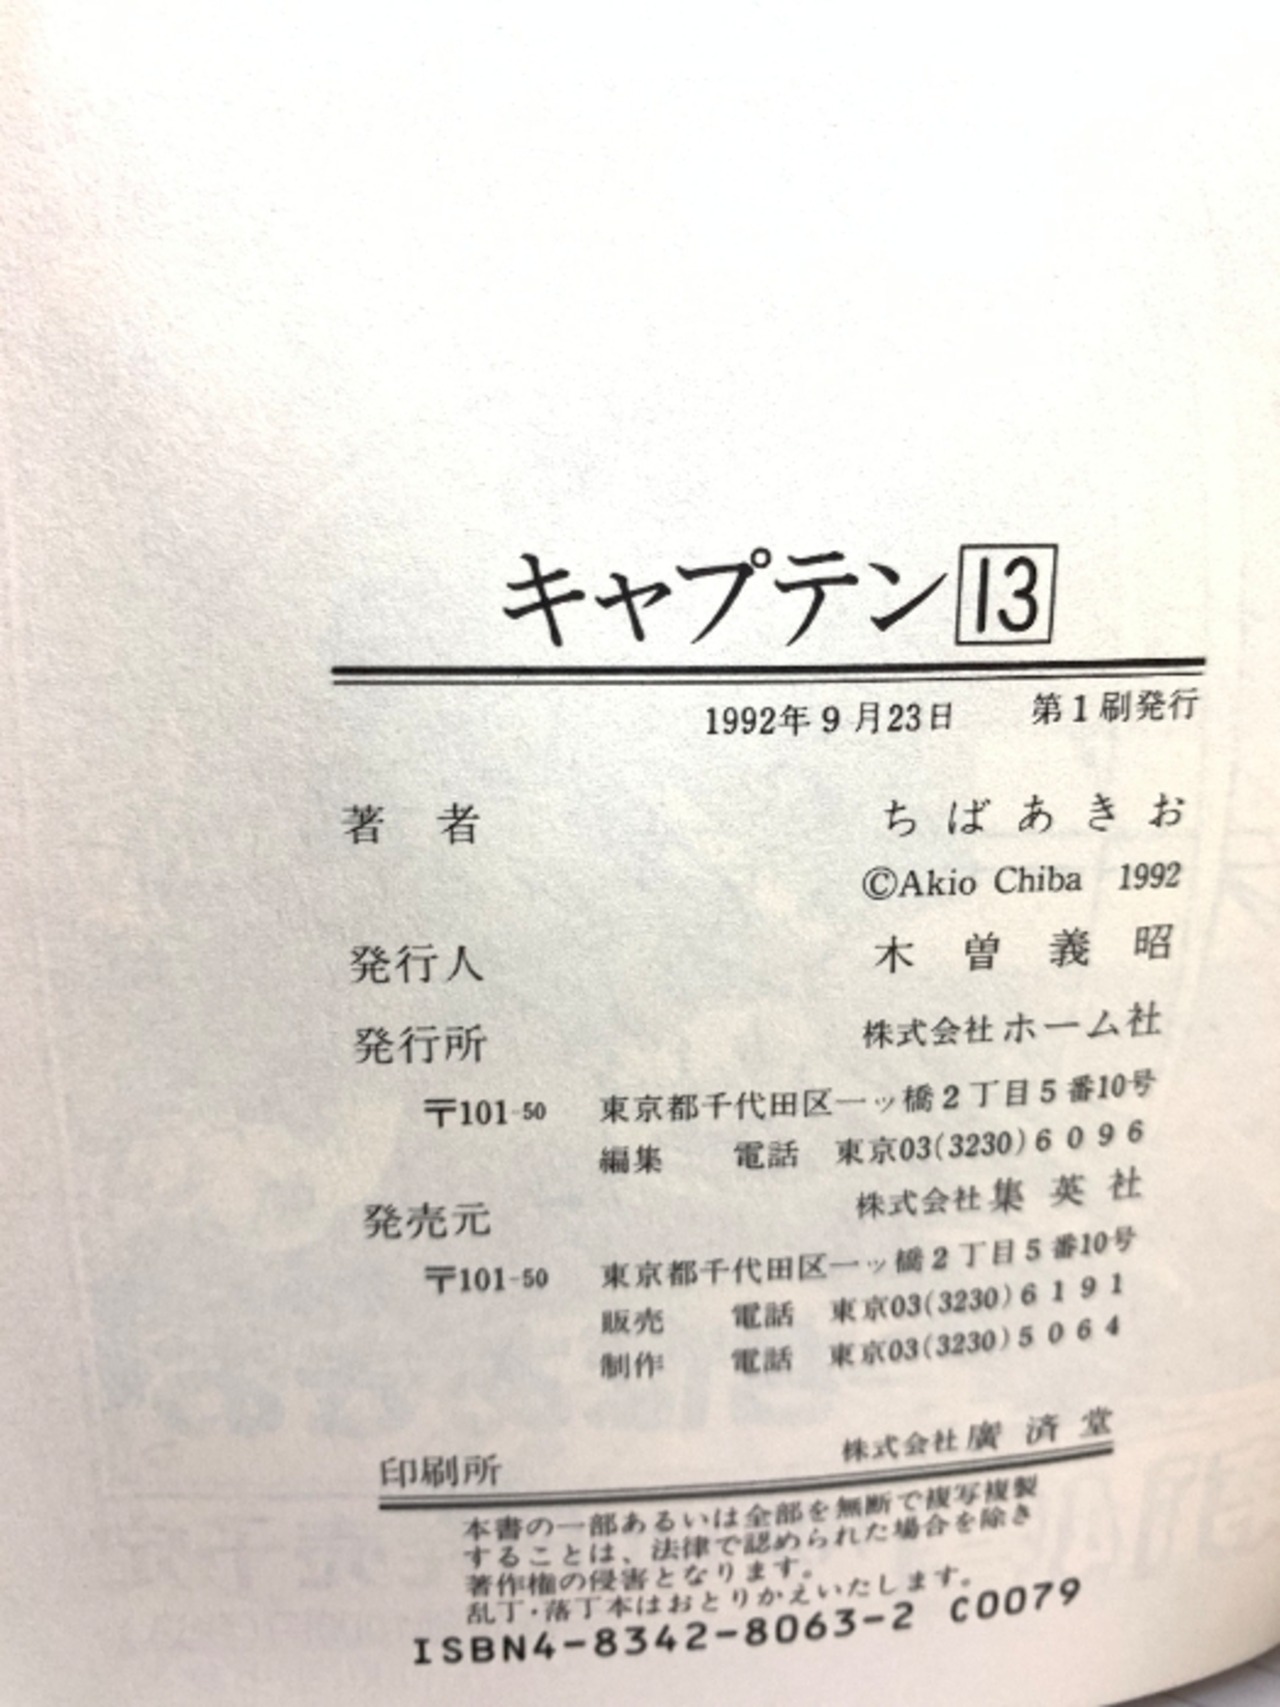 キャプテン 13
1992年9月23日 第1刷発行
著者 ちばあきお
©Akio Chiba 1992
発行人 木曽義昭
発行所 株式会社ホーム社
〒101-50 東京都千代田区一ッ橋2丁目5番10号
編集 電話 東京03(3230)6096
発売元 株式会社集英社
〒101-50 東京都千代田区一ッ橋2丁目5番10号
販売 電話 東京03(3230)6191
制作 電話 東京03(3230)5064
印刷所 株式会社廣済堂
本書の一部あるいは全部を無断で複写複製
することは、法律で認められた場合を除き
著作権の侵害となります。
乱丁・落丁本はおとりかえいたします。
ISBN4-8342-8063-2 C0079